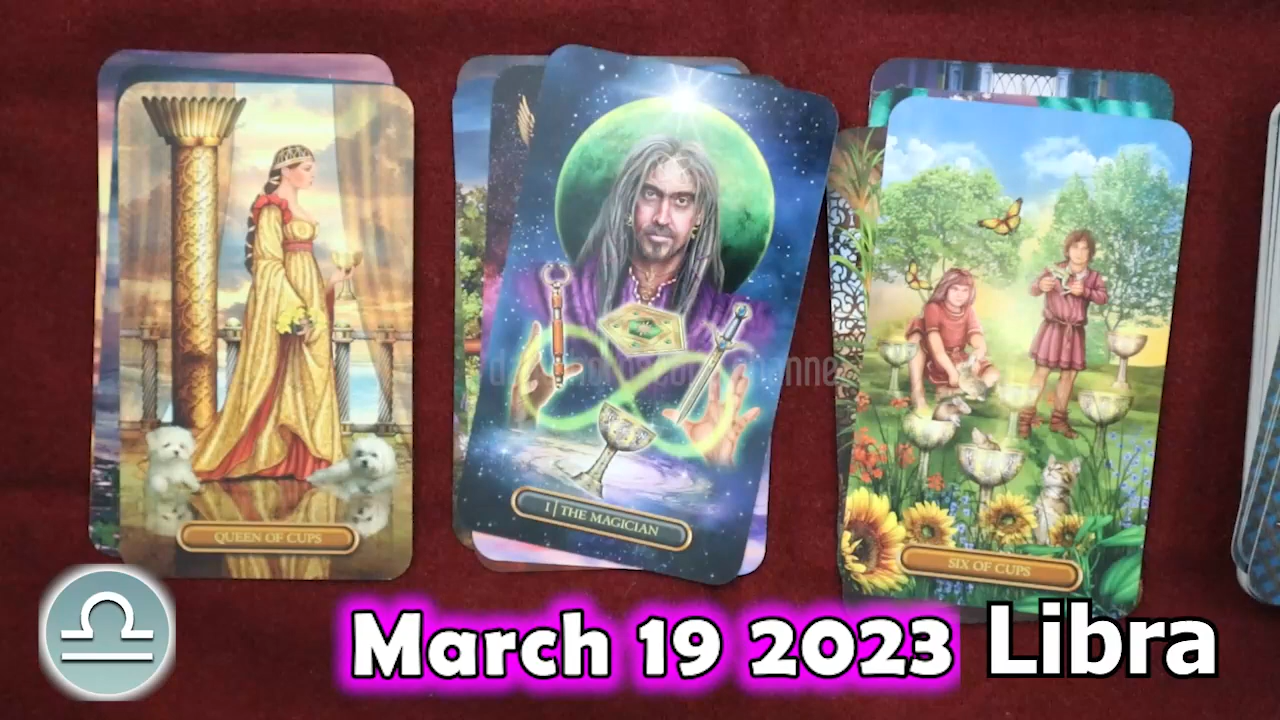 QUEEN OF CUPS
I | THE MAGICIAN
SIX OF CUPS
March 19 2023 Libra